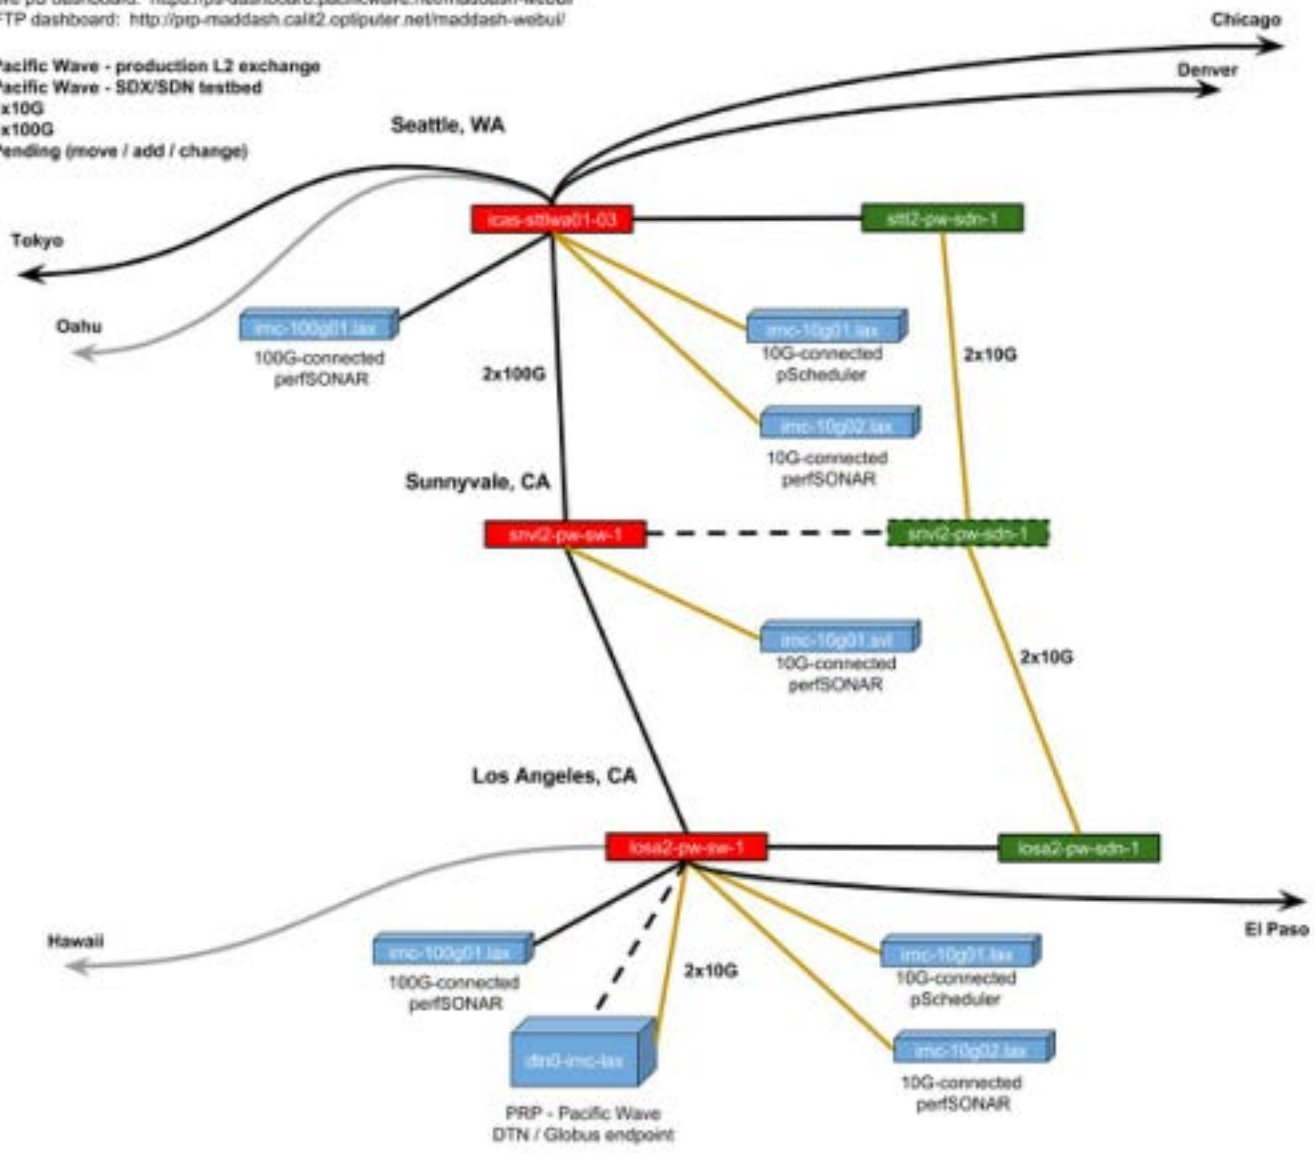 dashboard.pacificwave.net/maddash-webui/
FTP dashboard: http://prp-maddash.calit2.optiputer.net/maddash-webui/
Chicago
Denver
Pacific Wave - production L2 exchange
Pacific Wave - SDX/SDN testbed
x10G
x100G
Pending (move / add / change)
Seattle, WA
icas-sttlwa01-03
sttl2-pw-sdn-1
Tokyo
Oahu
imc-100g01.lax
100G-connected
perfSONAR
imc-10g01.lax
10G-connected
pScheduler
2x10G
2x100G
imc-10g02.lax
10G-connected
perfSONAR
Sunnyvale, CA
snvl2-pw-sw-1
snvl2-pw-sdn-1
imc-10g01.svl
10G-connected
perfSONAR
2x10G
Los Angeles, CA
losa2-pw-sw-1
losa2-pw-sdn-1
Hawaii
El Paso
imc-100g01.lax
100G-connected
perfSONAR
2x10G
imc-10g01.lax
10G-connected
pScheduler
dtn0-imc-lax
imc-10g02.lax
10G-connected
perfSONAR
PRP - Pacific Wave
DTN / Globus endpoint